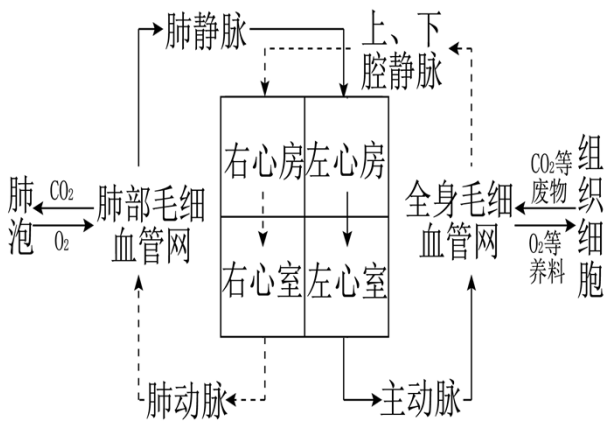 肺静脉
上、下
腔静脉
右心房
左心房
肺泡
CO₂
O₂
肺部毛细
血管网
全身毛细
血管网
CO₂等
废物
O₂等
养料
组织细胞
右心室
左心室
肺动脉
主动脉